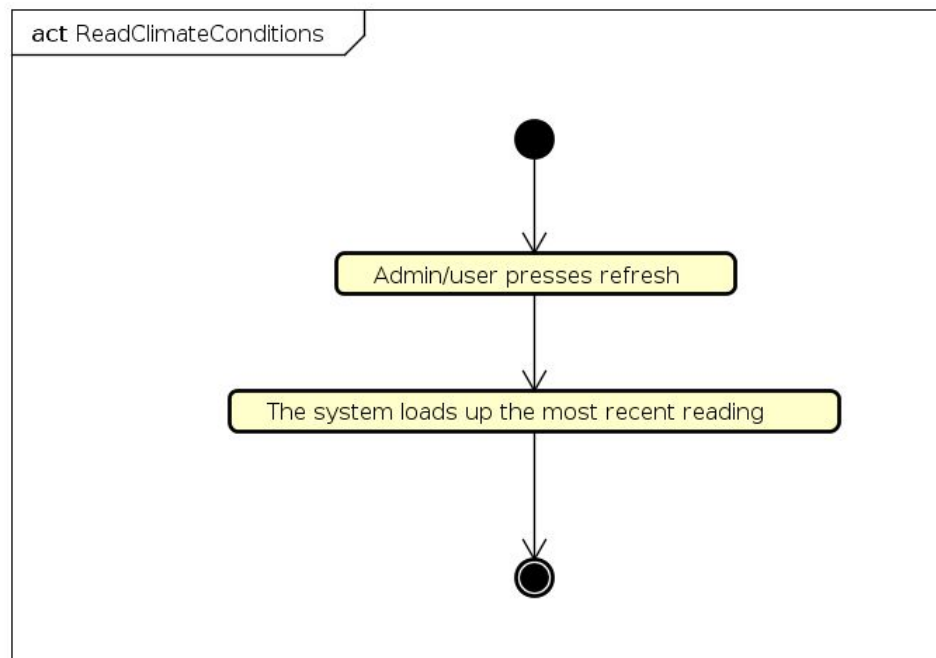 act ReadClimateConditions
Admin/user presses refresh
The system loads up the most recent reading